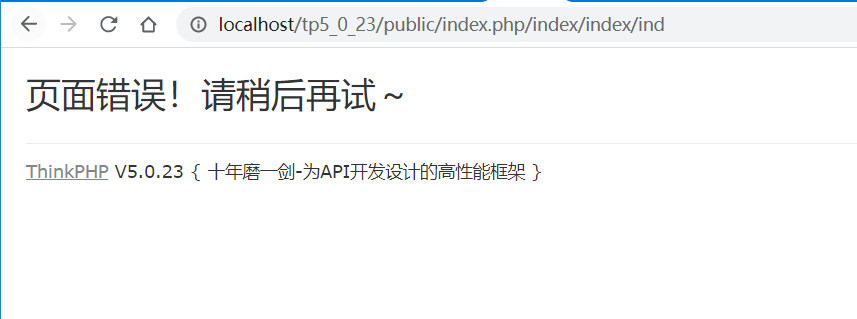 localhost/tp5_0_23/public/index.php/index/index/ind
页面错误！请稍后再试～
ThinkPHP V5.0.23 { 十年磨一剑-为API开发设计的高性能框架 }